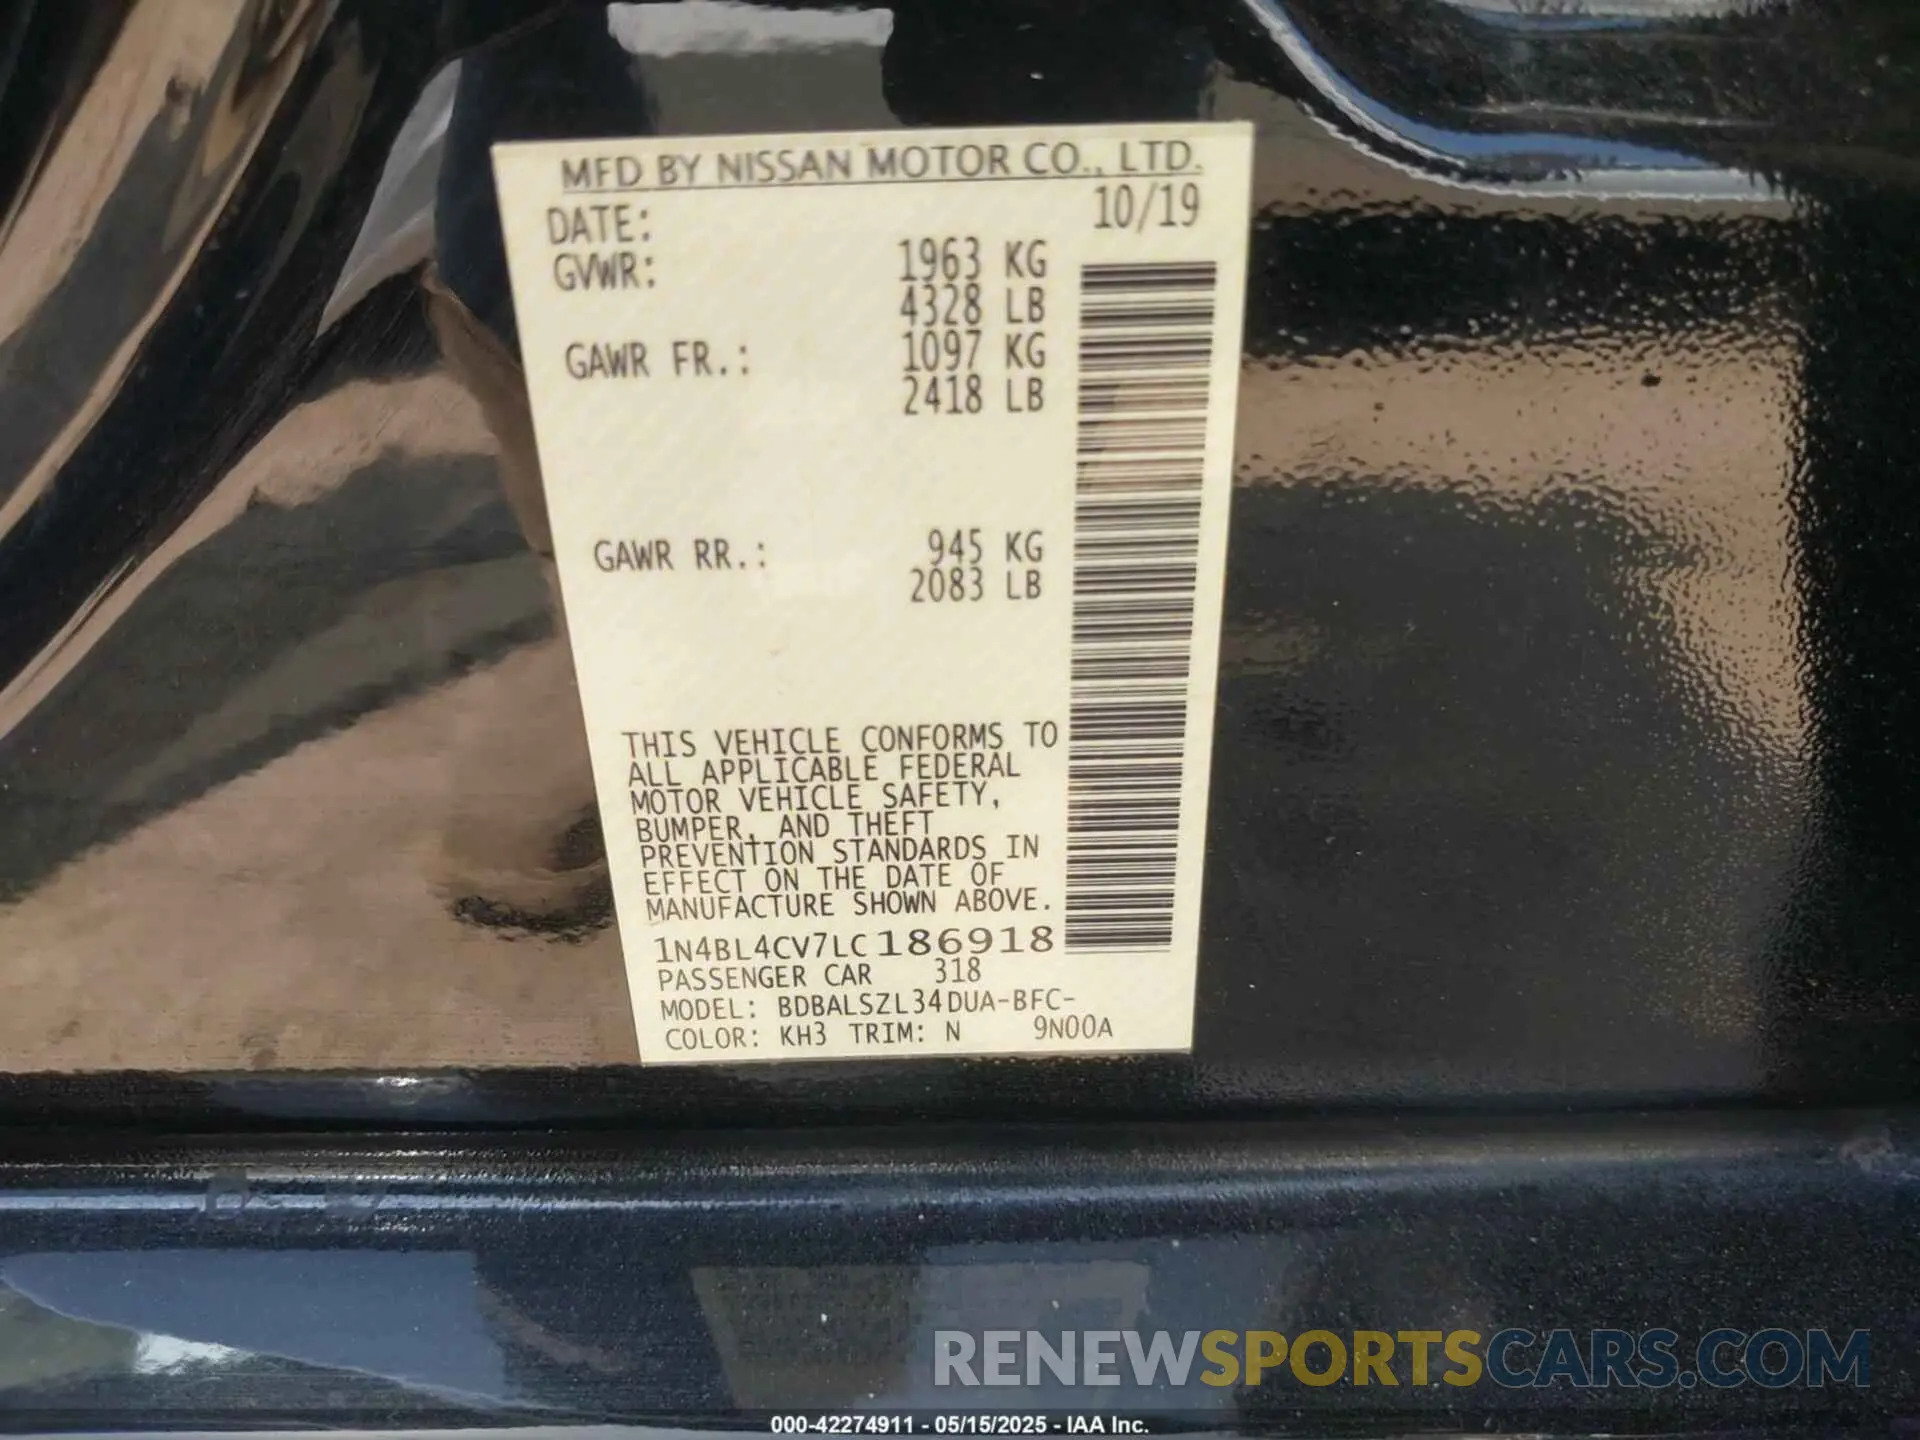 MFD BY NISSAN MOTOR CO., LTD.
DATE: 10/19
GVWR: 1963 KG
4328 LB
GAWR FR.: 1097 KG
2418 LB
GAWR RR.: 945 KG
2083 LB
THIS VEHICLE CONFORMS TO
ALL APPLICABLE FEDERAL
MOTOR VEHICLE SAFETY,
BUMPER, AND THEFT
PREVENTION STANDARDS IN
EFFECT ON THE DATE OF
MANUFACTURE SHOWN ABOVE.
1N4BL4CV7LC186918
PASSENGER CAR 318
MODEL: BDBALSZL34DUA-BFC-
COLOR: KH3 TRIM: N 9N00A
RENEWSPORTSCARS.COM
000-42274911 - 05/15/2025 - IAA Inc.